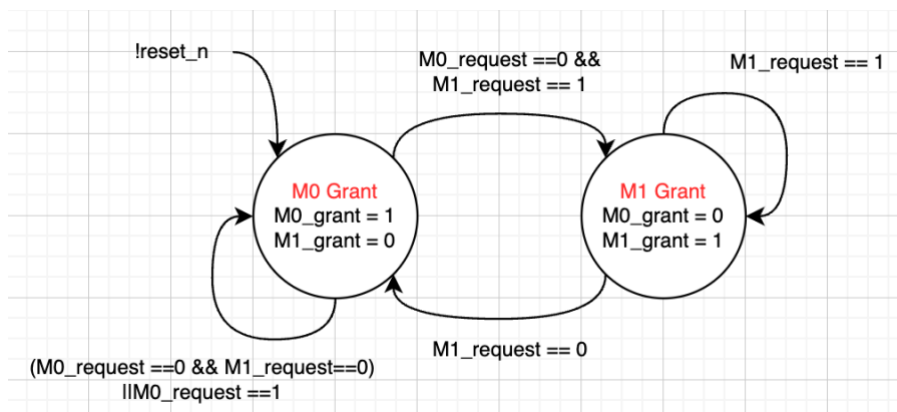 !reset_n
M0_request ==0 &&
M1_request == 1
M1_request == 1
M0 Grant
M0_grant = 1
M1_grant = 0
M1 Grant
M0_grant = 0
M1_grant = 1
M1_request == 0
(M0_request ==0 && M1_request==0)
||M0_request ==1